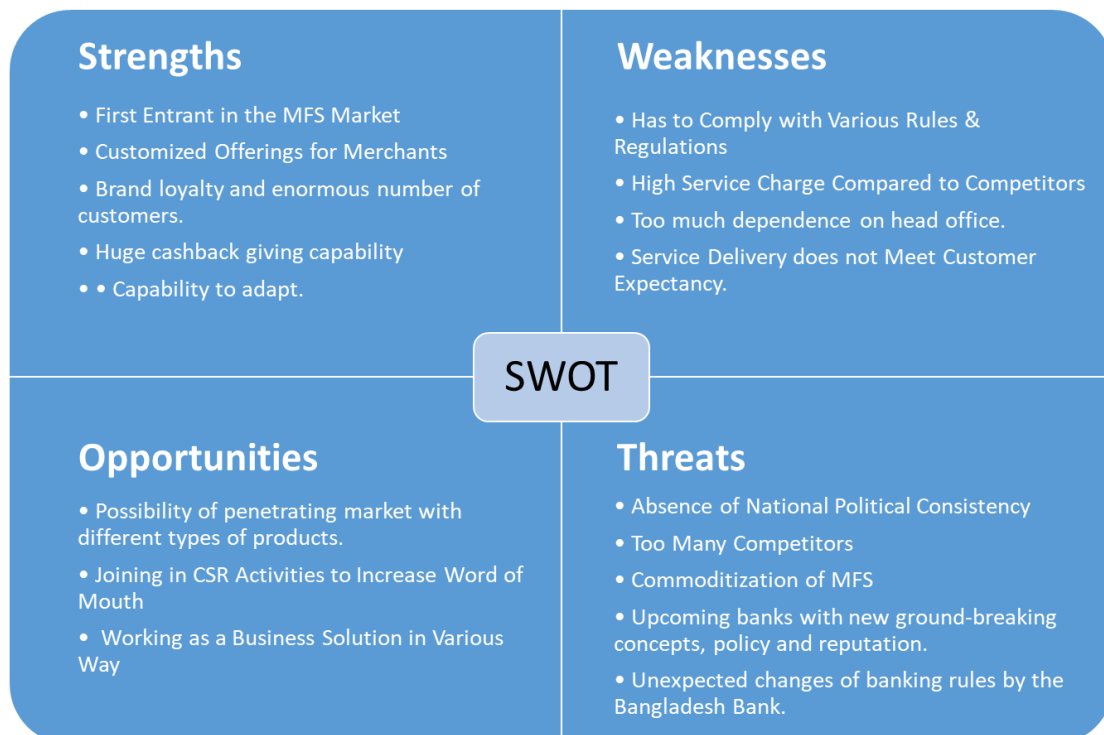 Strengths
• First Entrant in the MFS Market
• Customized Offerings for Merchants
• Brand loyalty and enormous number of
customers.
• Huge cashback giving capability
• • Capability to adapt.
Weaknesses
• Has to Comply with Various Rules &
Regulations
• High Service Charge Compared to Competitors
• Too much dependence on head office.
• Service Delivery does not Meet Customer
Expectancy.
SWOT
Opportunities
• Possibility of penetrating market with
different types of products.
• Joining in CSR Activities to Increase Word of
Mouth
• Working as a Business Solution in Various
Way
Threats
• Absence of National Political Consistency
• Too Many Competitors
• Commoditization of MFS
• Upcoming banks with new ground-breaking
concepts, policy and reputation.
• Unexpected changes of banking rules by the
Bangladesh Bank.